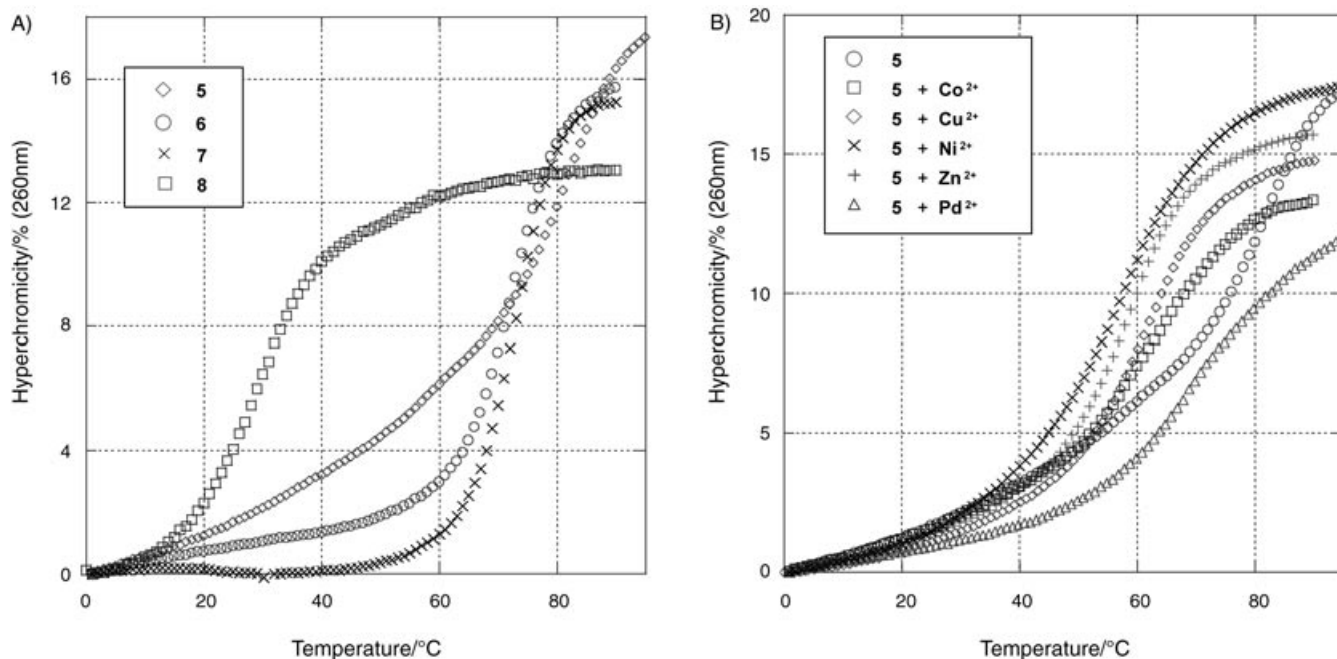 A)
Hyperchromicity/% (260nm)
16
12
8
4
0
5
6
7
8
0 20 40 60 80
Temperature/°C
B)
Hyperchromicity/% (260nm)
20
15
10
5
0
5
5 + Co2+
5 + Cu2+
5 + Ni2+
5 + Zn2+
5 + Pd2+
0 20 40 60 80
Temperature/°C